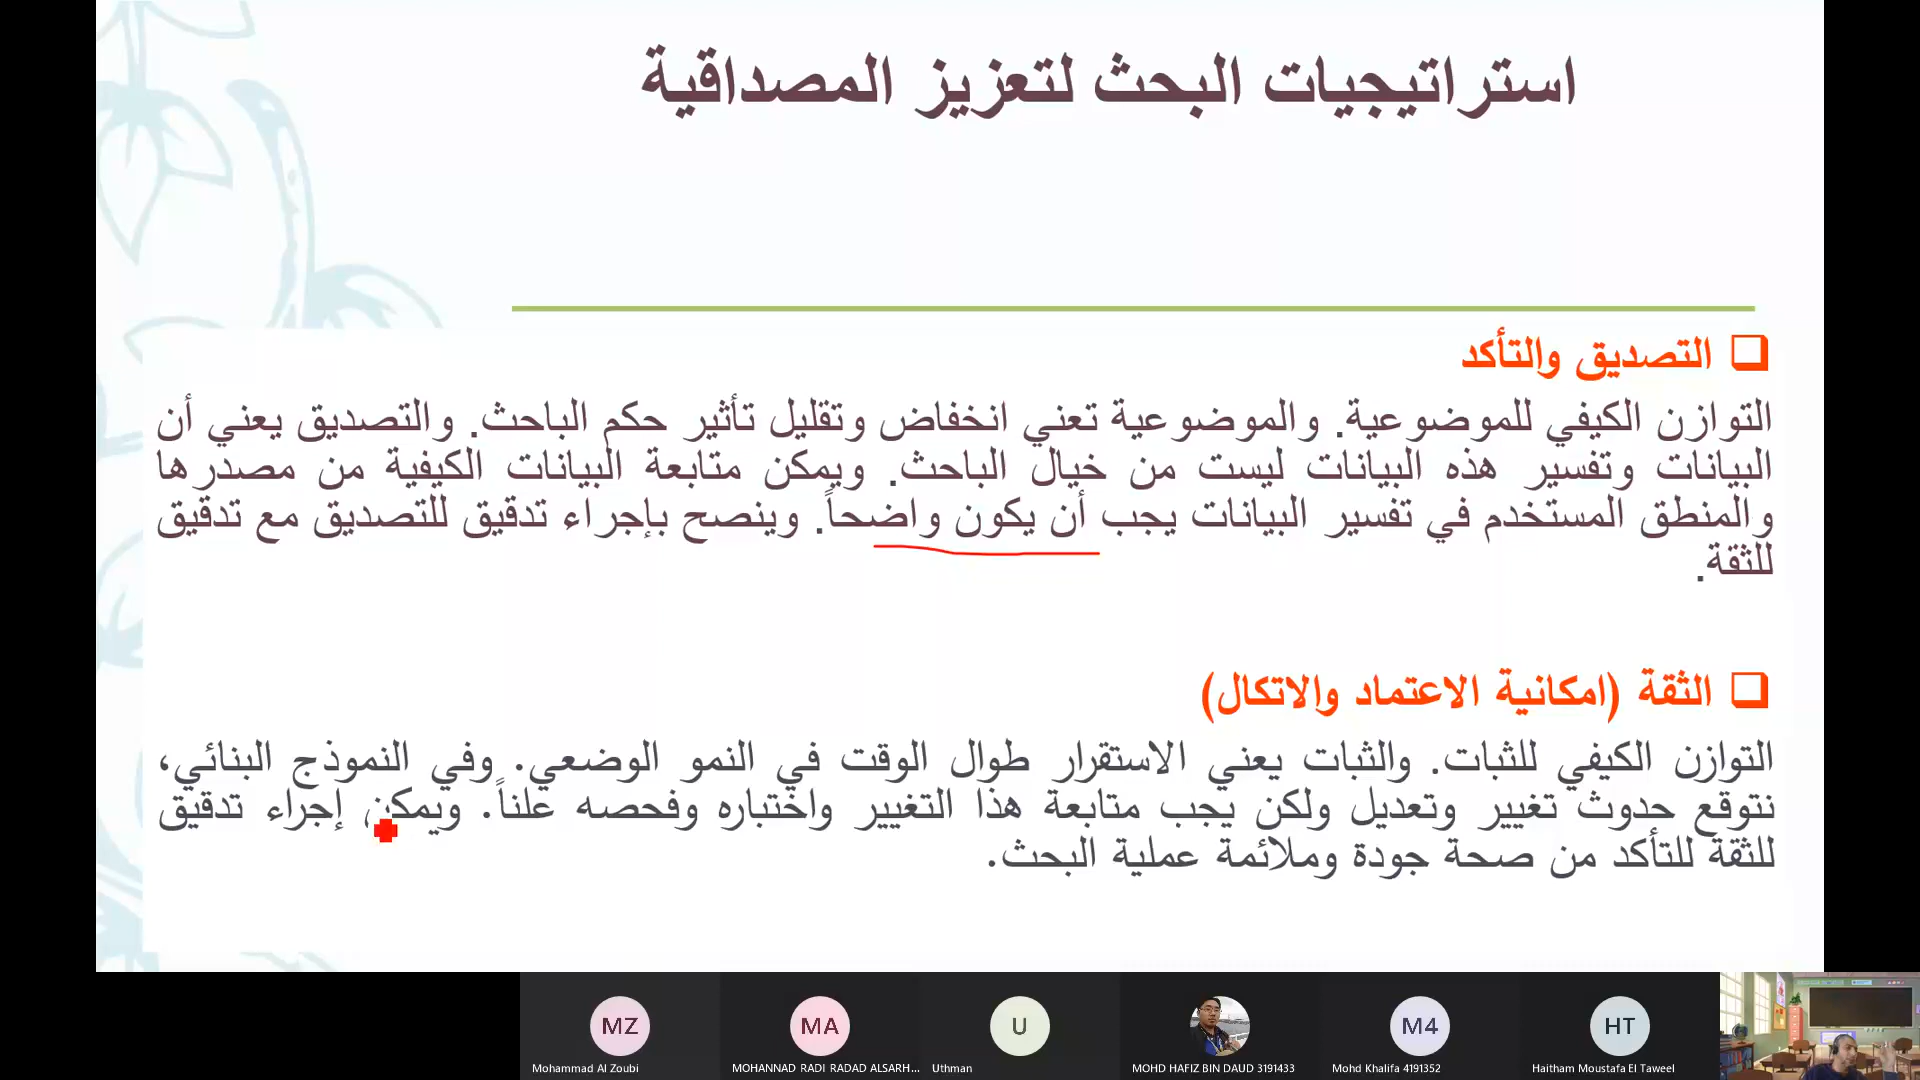 استراتيجيات البحث لتعزيز المصداقية
التصديق والتأكد
التوازن الكيفي للموضوعية. والموضوعية تعني انخفاض وتقليل تأثير حكم الباحث. والتصديق يعني أن
البيانات وتفسير هذه البيانات ليست من خيال الباحث. ويمكن متابعة البيانات الكيفية من مصدرها
والمنطق المستخدم في تفسير البيانات يجب أن يكون واضحاً. وينصح بإجراء تدقيق للتصديق مع تدقيق
للثقة.
الثقة (امكانية الاعتماد والاتكال)
التوازن الكيفي للثبات. والثبات يعني الاستقرار طوال الوقت في النمو الوضعي. وفي النموذج البنائي،
نتوقع حدوث تغيير وتعديل ولكن يجب متابعة هذا التغيير واختباره وفحصه علناً. ويمكن إجراء تدقيق
للثقة للتأكد من صحة جودة وملائمة عملية البحث.
MZ MA U M4 HT
Mohammad Al Zoubi MOHANNAD RADI RADAD ALSARH... Uthman MOHD HAFIZ BIN DAUD 3191433 Mohd Khalifa 4191352 Haitham Moustafa El Taweel